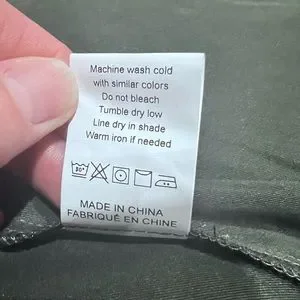 Machine wash cold
with similar colors
Do not bleach
Tumble dry low
Line dry in shade
Warm iron if needed
30°
MADE IN CHINA
FABRIQUÉ EN CHINE